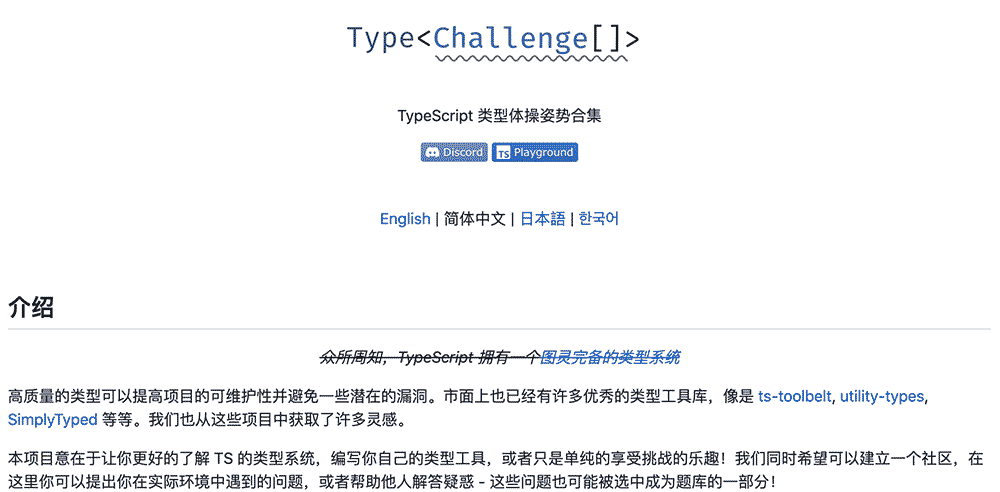 Type<Challenge[]>
TypeScript 类型体操姿势合集
Discord TS Playground
English | 简体中文 | 日本語 | 한국어
介绍
众所周知，TypeScript 拥有一个图灵完备的类型系统
高质量的类型可以提高项目的可维护性并避免一些潜在的漏洞。市面上也已经有许多优秀的类型工具库，像是 ts-toolbelt, utility-types,
SimplyTyped 等等。我们也从这些项目中获取了许多灵感。
本项目意在于让你更好的了解 TS 的类型系统，编写你自己的类型工具，或者只是单纯的享受挑战的乐趣！我们同时希望可以建立一个社区，在
这里你可以提出你在实际环境中遇到的问题，或者帮助他人解答疑惑 - 这些问题也可能被选中成为题库的一部分！